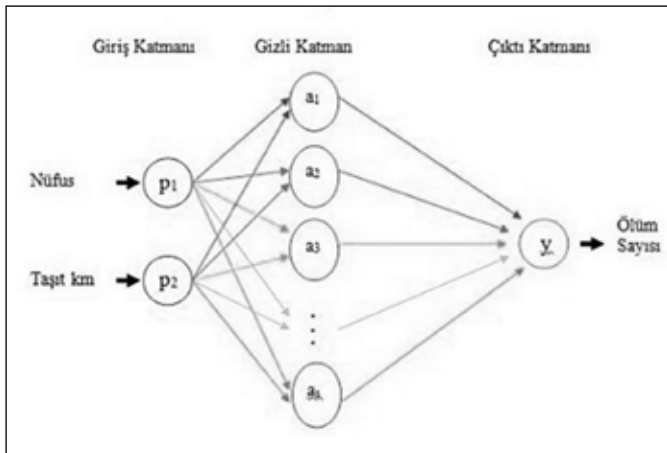 Giriş Katmanı Gizli Katman Çıktı Katmanı
a1
a2
Nüfus p1
a3
y Ölüm
Sayısı
Taşıt km p2